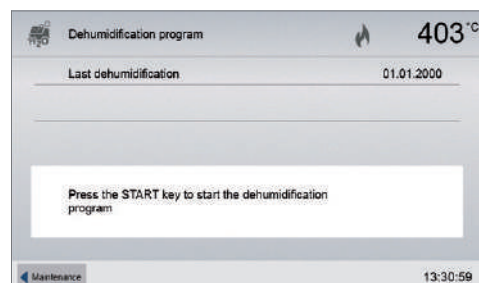 H2O
Dehumidification program
403°C
Last dehumidification 01.01.2000
Press the START key to start the dehumidification
program
Maintenance 13:30:59